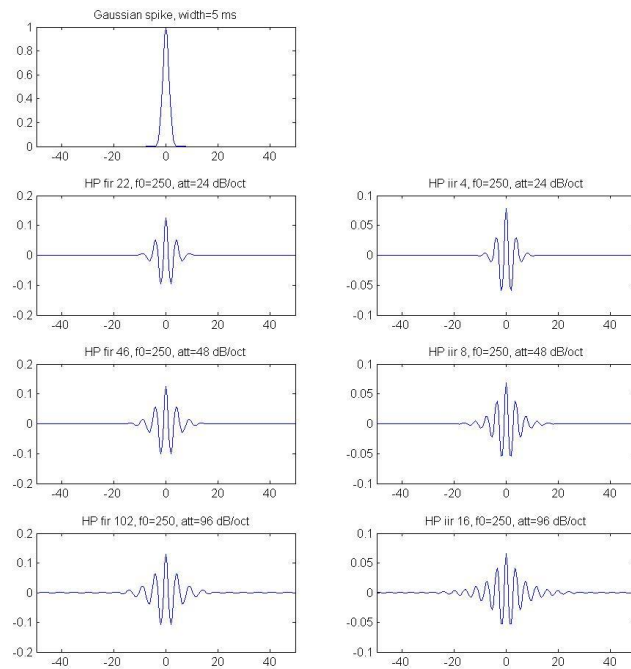 Gaussian spike, width=5 ms
1
0.8
0.6
0.4
0.2
0
-40 -20 0 20 40
HP fir 22, f0=250, att=24 dB/oct
0.2
0.1
0
-0.1
-0.2
-40 -20 0 20 40
HP iir 4, f0=250, att=24 dB/oct
0.1
0.05
0
-0.05
-0.1
-40 -20 0 20 40
HP fir 46, f0=250, att=48 dB/oct
0.2
0.1
0
-0.1
-0.2
-40 -20 0 20 40
HP iir 8, f0=250, att=48 dB/oct
0.1
0.05
0
-0.05
-0.1
-40 -20 0 20 40
HP fir 102, f0=250, att=96 dB/oct
0.2
0.1
0
-0.1
-0.2
-40 -20 0 20 40
HP iir 16, f0=250, att=96 dB/oct
0.1
0.05
0
-0.05
-0.1
-40 -20 0 20 40